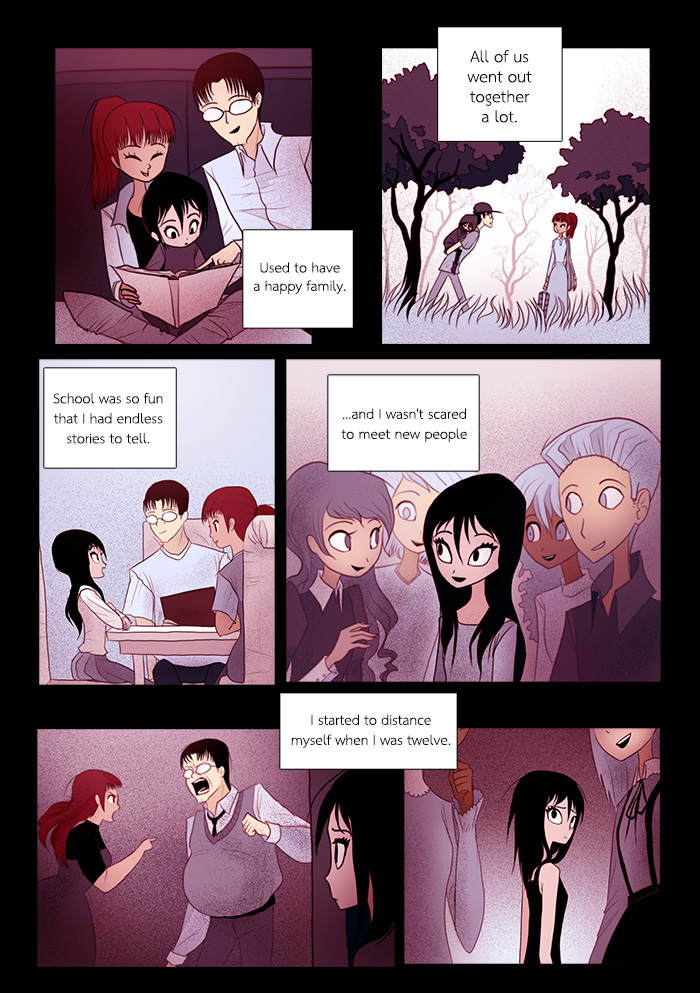 Used to have
a happy family.
All of us
went out
together
a lot.
School was so fun
that I had endless
stories to tell.
...and I wasn't scared
to meet new people
I started to distance
myself when I was twelve.